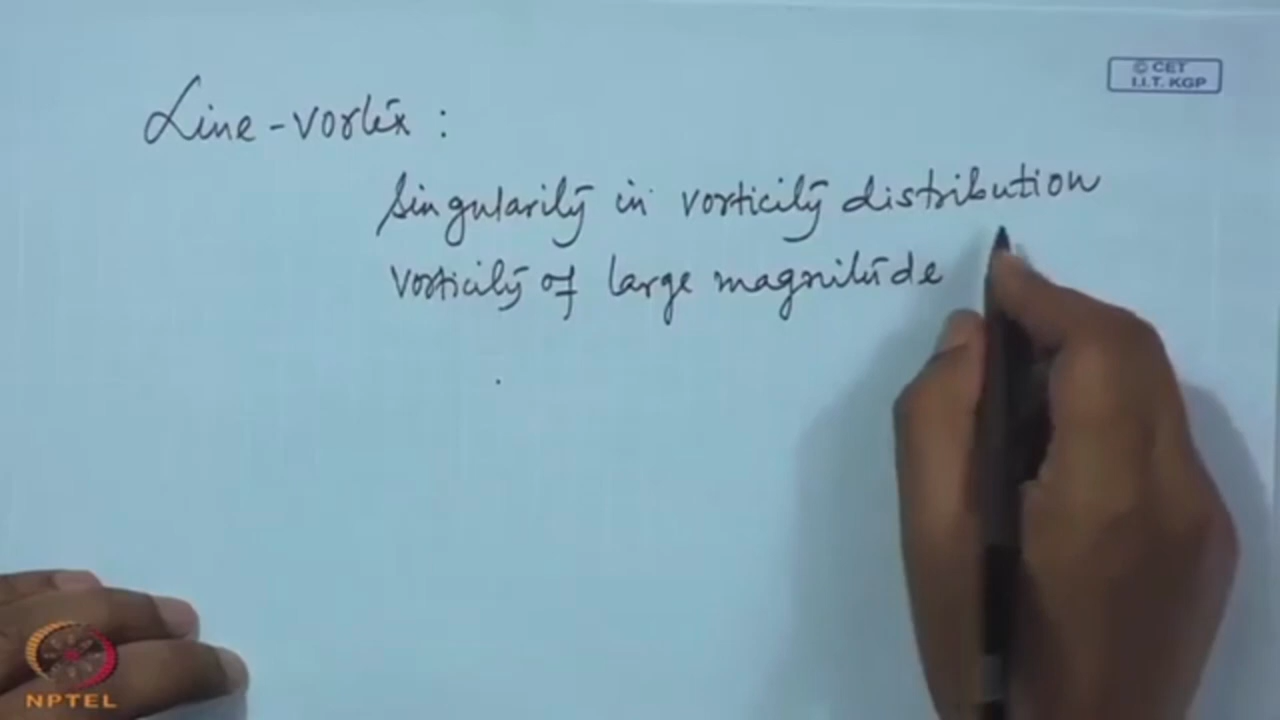 © CET
I.I.T. KGP
Line-vortex:
Singularity in vorticity distribution
Vorticity of large magnitude
NPTEL